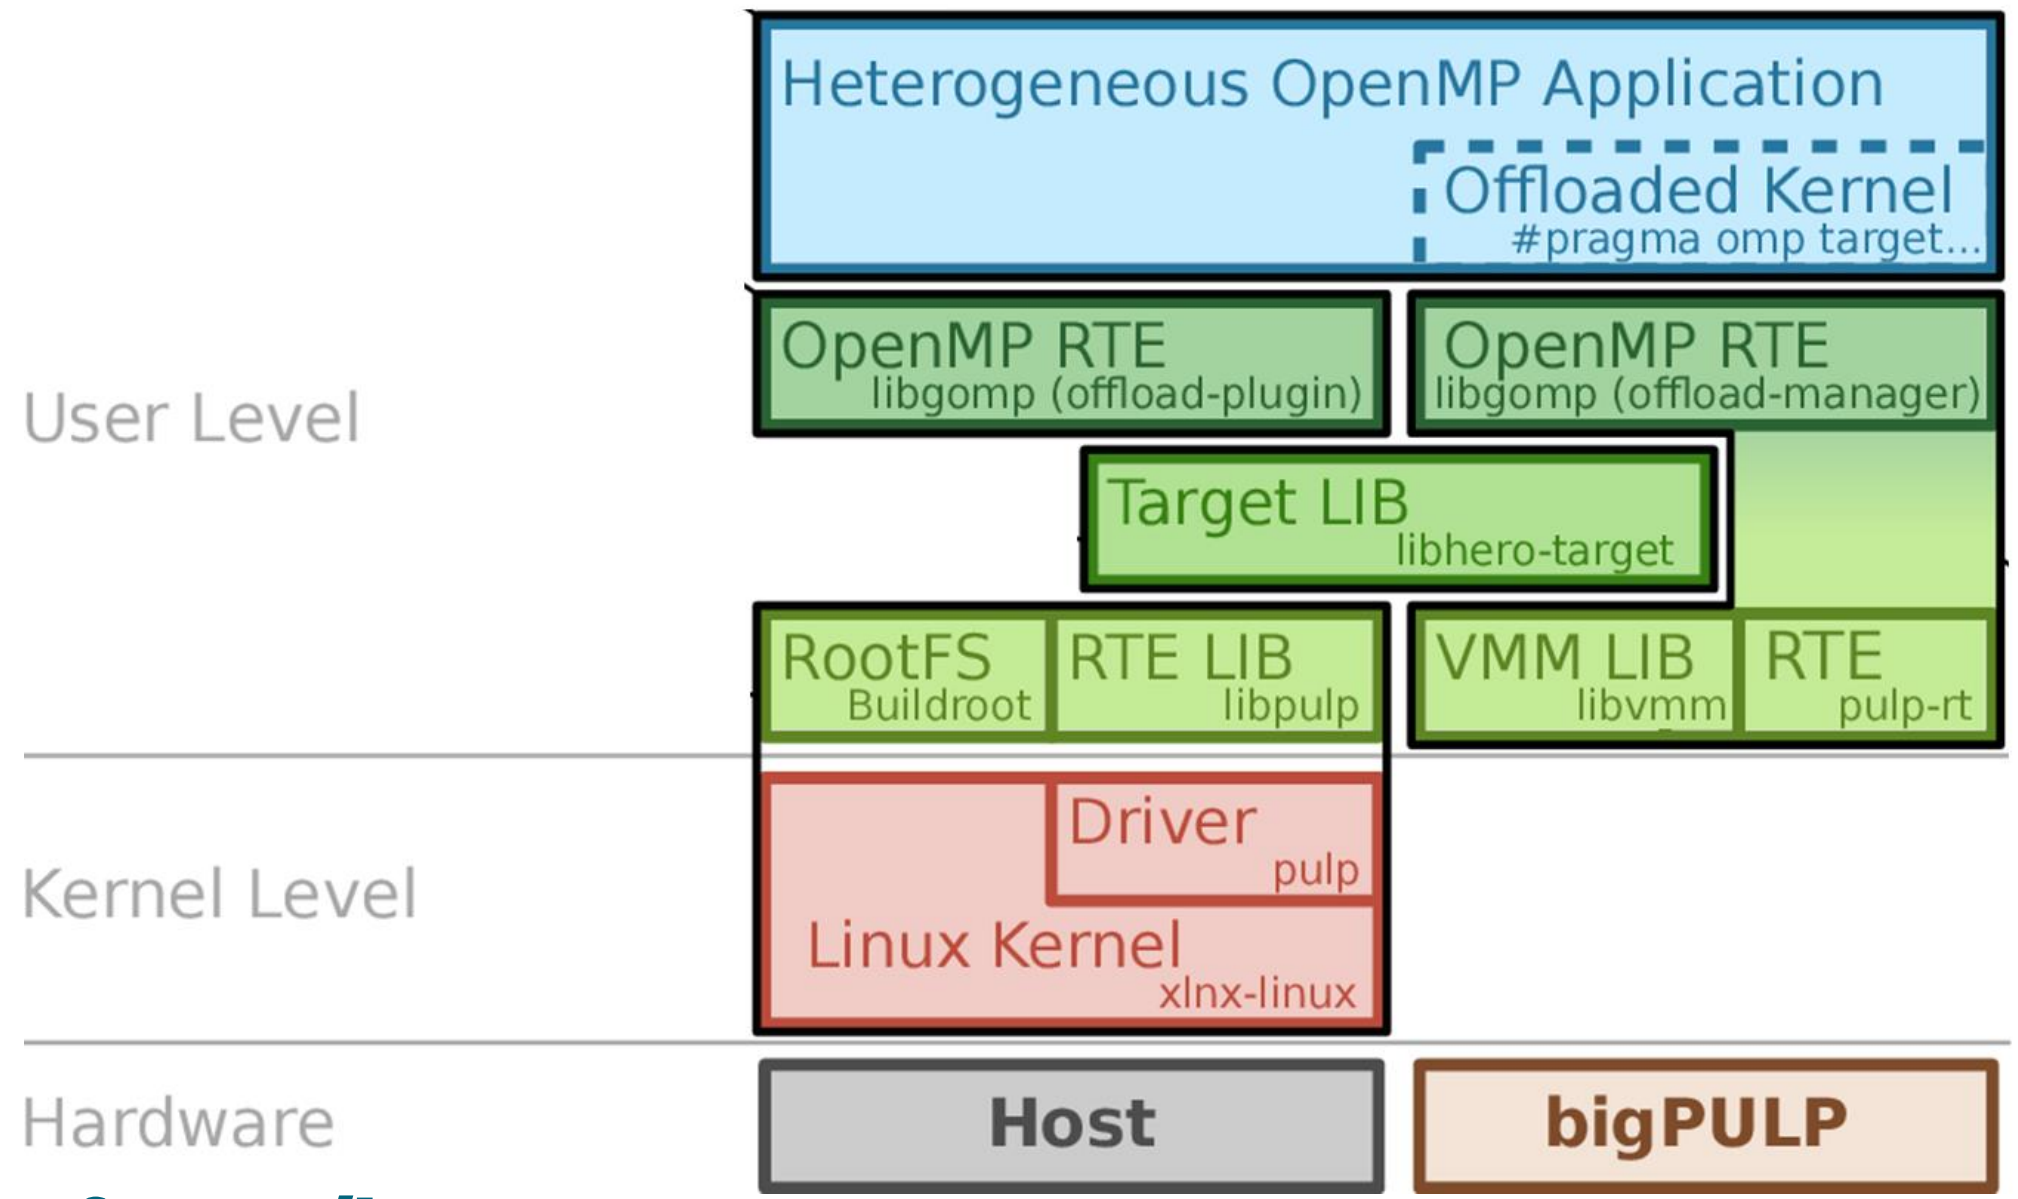 Heterogeneous OpenMP Application
Offloaded Kernel
#pragma omp target...
OpenMP RTE
libgomp (offload-plugin)
OpenMP RTE
libgomp (offload-manager)
User Level
Target LIB
libhero-target
RootFS
Buildroot
RTE LIB
libpulp
VMM LIB
libvmm
RTE
pulp-rt
Driver
pulp
Kernel Level
Linux Kernel
xlnx-linux
Hardware
Host
bigPULP